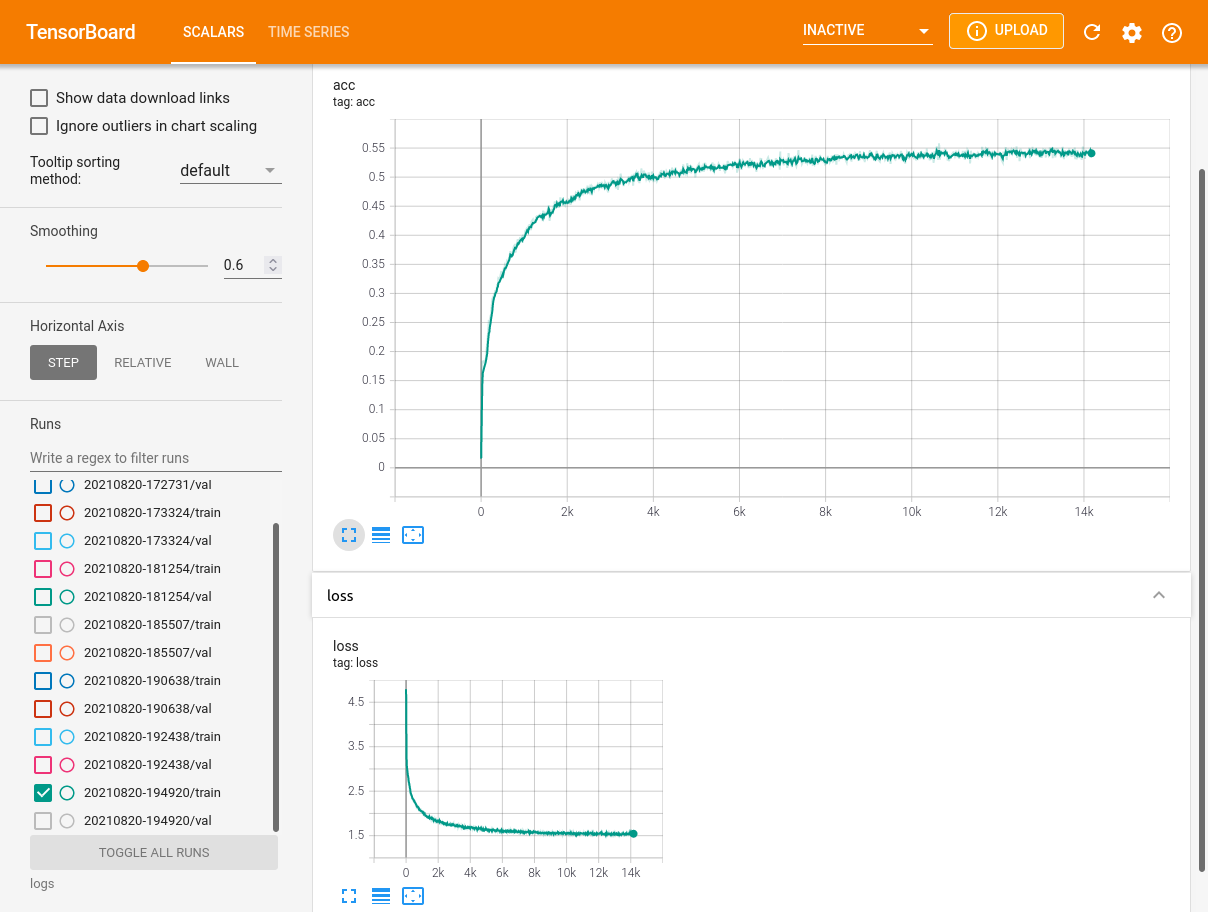 TensorBoard
SCALARS
TIME SERIES
INACTIVE
UPLOAD
Show data download links
Ignore outliers in chart scaling
Tooltip sorting
method:
default
Smoothing
0.6
Horizontal Axis
STEP
RELATIVE
WALL
Runs
Write a regex to filter runs
20210820-172731/val
20210820-173324/train
20210820-173324/val
20210820-181254/train
20210820-181254/val
20210820-185507/train
20210820-185507/val
20210820-190638/train
20210820-190638/val
20210820-192438/train
20210820-192438/val
20210820-194920/train
20210820-194920/val
TOGGLE ALL RUNS
logs
acc
tag: acc
0.55
0.5
0.45
0.4
0.35
0.3
0.25
0.2
0.15
0.1
0.05
0
0 2k 4k 6k 8k 10k 12k 14k
loss
loss
tag: loss
4.5
3.5
2.5
1.5
0 2k 4k 6k 8k 10k 12k 14k